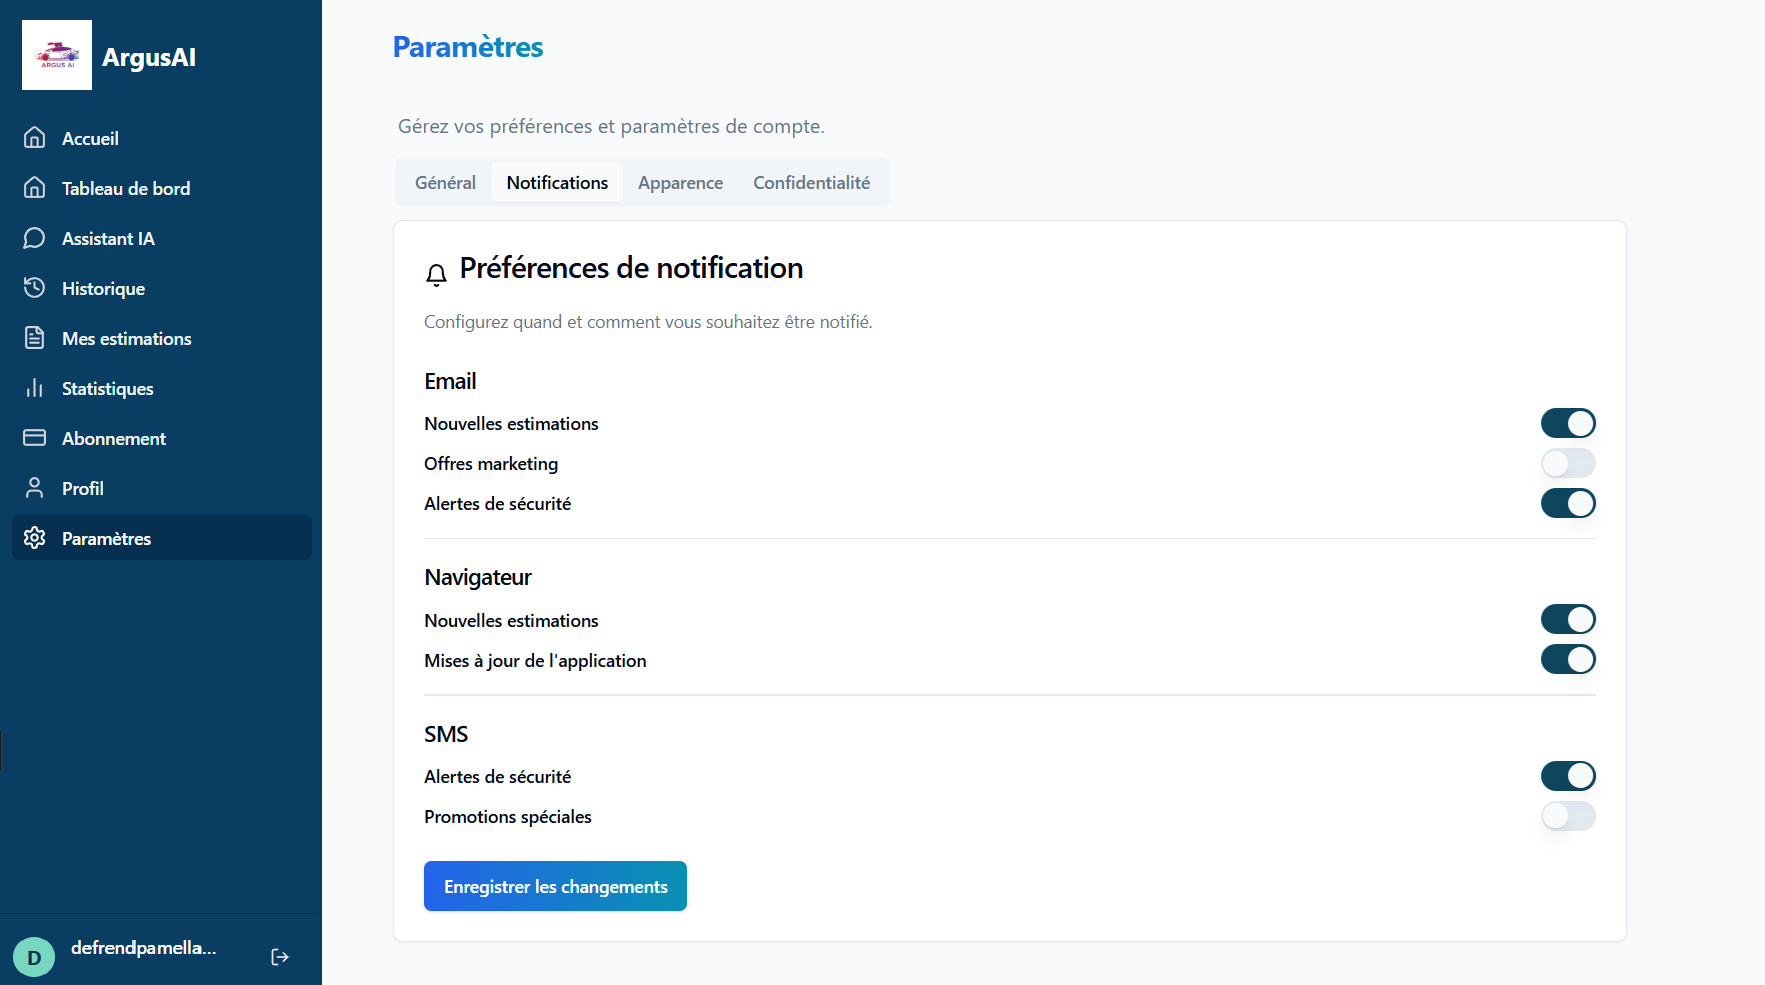 ARGUS AI
ArgusAI
Accueil
Tableau de bord
Assistant IA
Historique
Mes estimations
Statistiques
Abonnement
Profil
Paramètres
D
defrendpamella...
Paramètres
Gérez vos préférences et paramètres de compte.
Général
Notifications
Apparence
Confidentialité
Préférences de notification
Configurez quand et comment vous souhaitez être notifié.
Email
Nouvelles estimations
Offres marketing
Alertes de sécurité
Navigateur
Nouvelles estimations
Mises à jour de l'application
SMS
Alertes de sécurité
Promotions spéciales
Enregistrer les changements